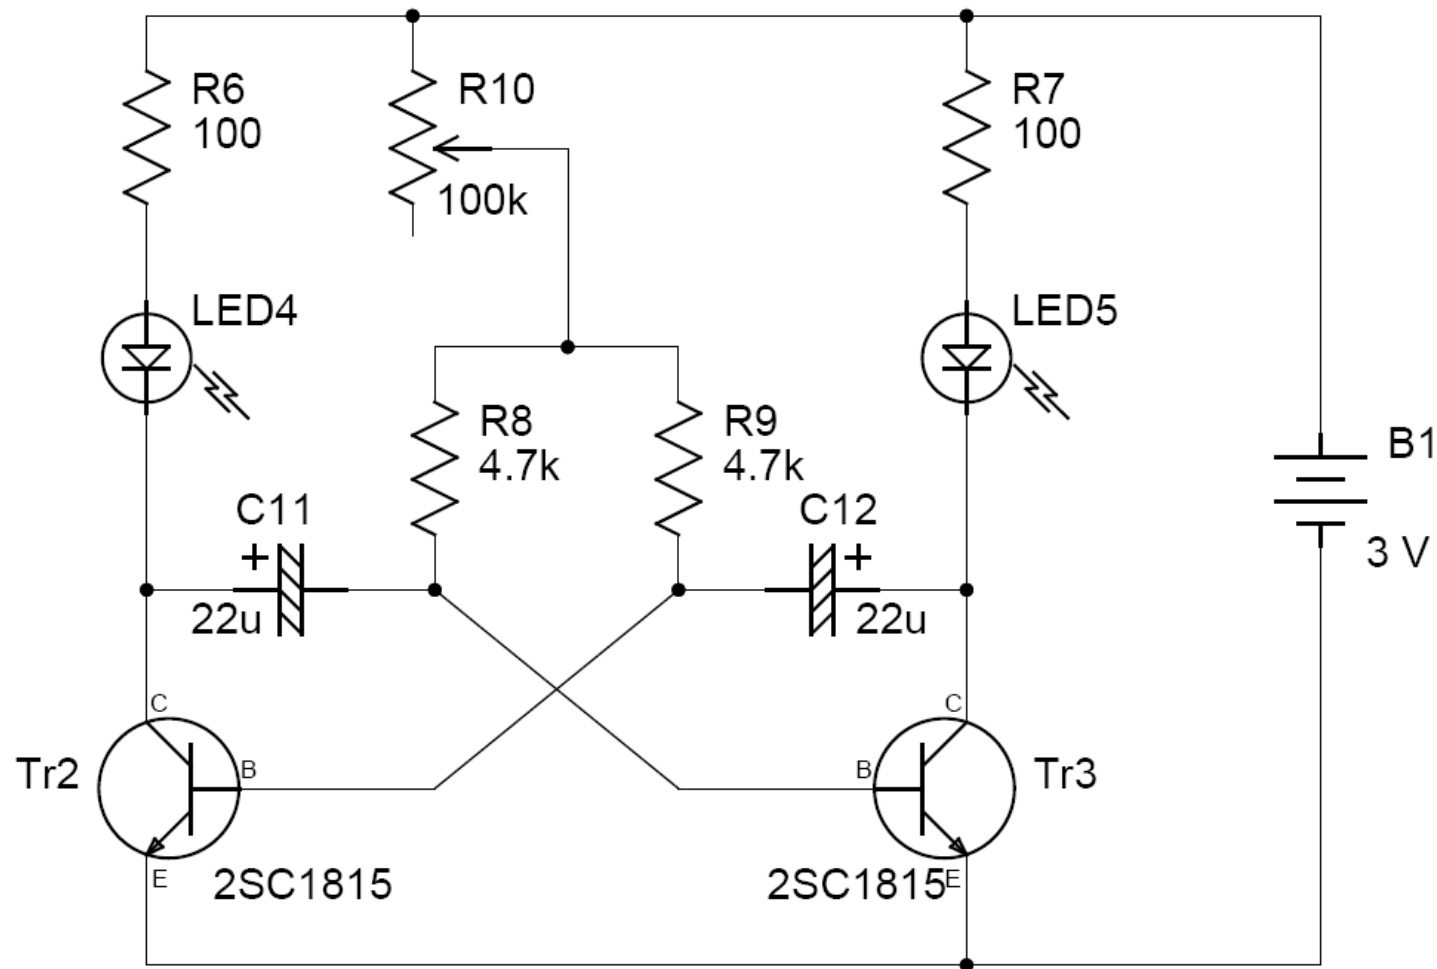 R6
100
R10
100k
R7
100
LED4
LED5
R8
4.7k
R9
4.7k
B1
3 V
C11
+
22u
C12
+
22u
C
C
Tr2
B
B
Tr3
E
2SC1815
2SC1815
E